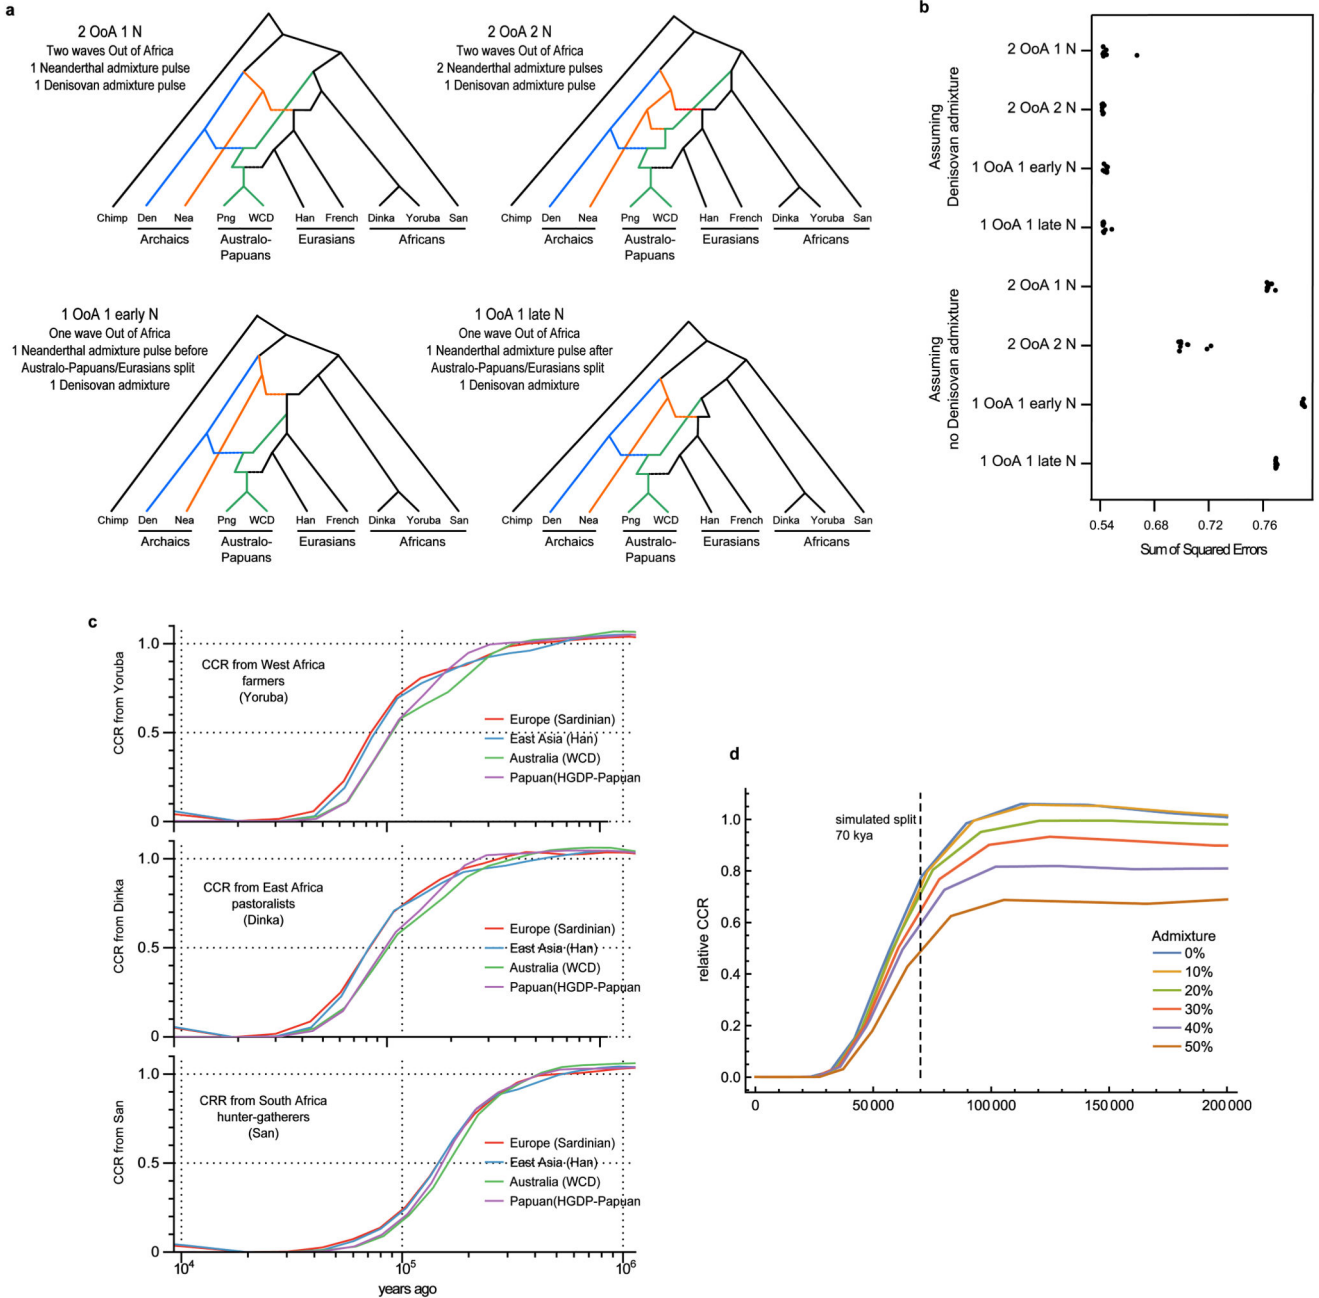 a
2 OoA 1 N
Two waves Out of Africa
1 Neanderthal admixture pulse
1 Denisovan admixture pulse
Chimp Den Nea Png WCD Han French Dinka Yoruba San
Archaics Australo-Papuans Eurasians Africans
2 OoA 2 N
Two waves Out of Africa
2 Neanderthal admixture pulses
1 Denisovan admixture pulse
Chimp Den Nea Png WCD Han French Dinka Yoruba San
Archaics Australo-Papuans Eurasians Africans
1 OoA 1 early N
One wave Out of Africa
1 Neanderthal admixture pulse before
Australo-Papuans/Eurasians split
1 Denisovan admixture
Chimp Den Nea Png WCD Han French Dinka Yoruba San
Archaics Australo-Papuans Eurasians Africans
1 OoA 1 late N
One wave Out of Africa
1 Neanderthal admixture pulse after
Australo-Papuans/Eurasians split
1 Denisovan admixture
Chimp Den Nea Png WCD Han French Dinka Yoruba San
Archaics Australo-Papuans Eurasians Africans
b
Assuming
Denisovan admixture
2 OoA 1 N
2 OoA 2 N
1 OoA 1 early N
1 OoA 1 late N
Assuming
no Denisovan admixture
2 OoA 1 N
2 OoA 2 N
1 OoA 1 early N
1 OoA 1 late N
0.54 0.68 0.72 0.76
Sum of Squared Errors
c
CCR from Yoruba
1.0
0.5
0
CCR from West Africa
farmers
(Yoruba)
Europe (Sardinian)
East Asia (Han)
Australia (WCD)
Papuan(HGDP-Papuan
CCR from Dinka
1.0
0.5
0
CCR from East Africa
pastoralists
(Dinka)
Europe (Sardinian)
East Asia (Han)
Australia (WCD)
Papuan(HGDP-Papuan
CCR from San
1.0
0.5
0
CRR from South Africa
hunter-gatherers
(San)
Europe (Sardinian)
East Asia (Han)
Australia (WCD)
Papuan(HGDP-Papuan
10⁴ 10⁵ 10⁶
years ago
d
relative CCR
1.0
0.8
0.6
0.4
0.2
0.0
simulated split
70 kya
Admixture
0%
10%
20%
30%
40%
50%
0 50000 100000 150000 200000